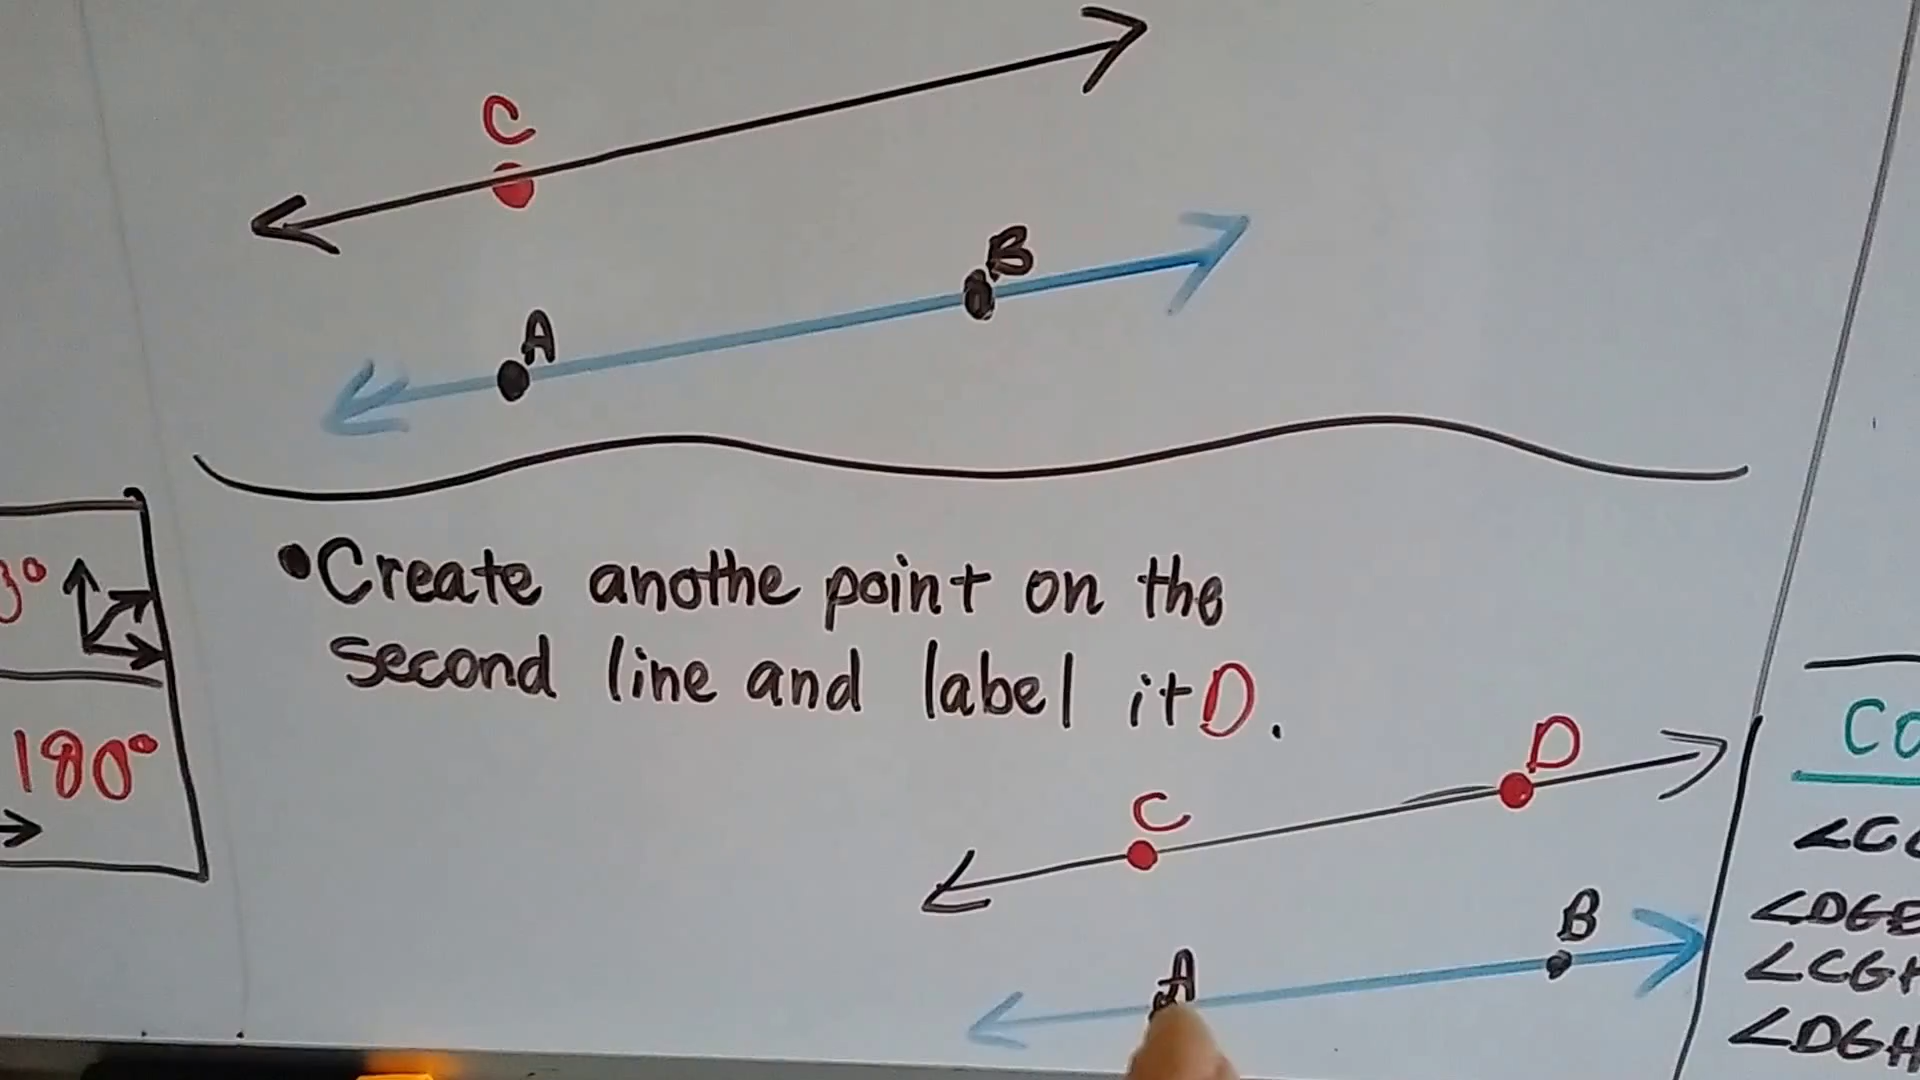 C
B
A
• Create anothe point on the
second line and label it D.
180°
D
C
B
A